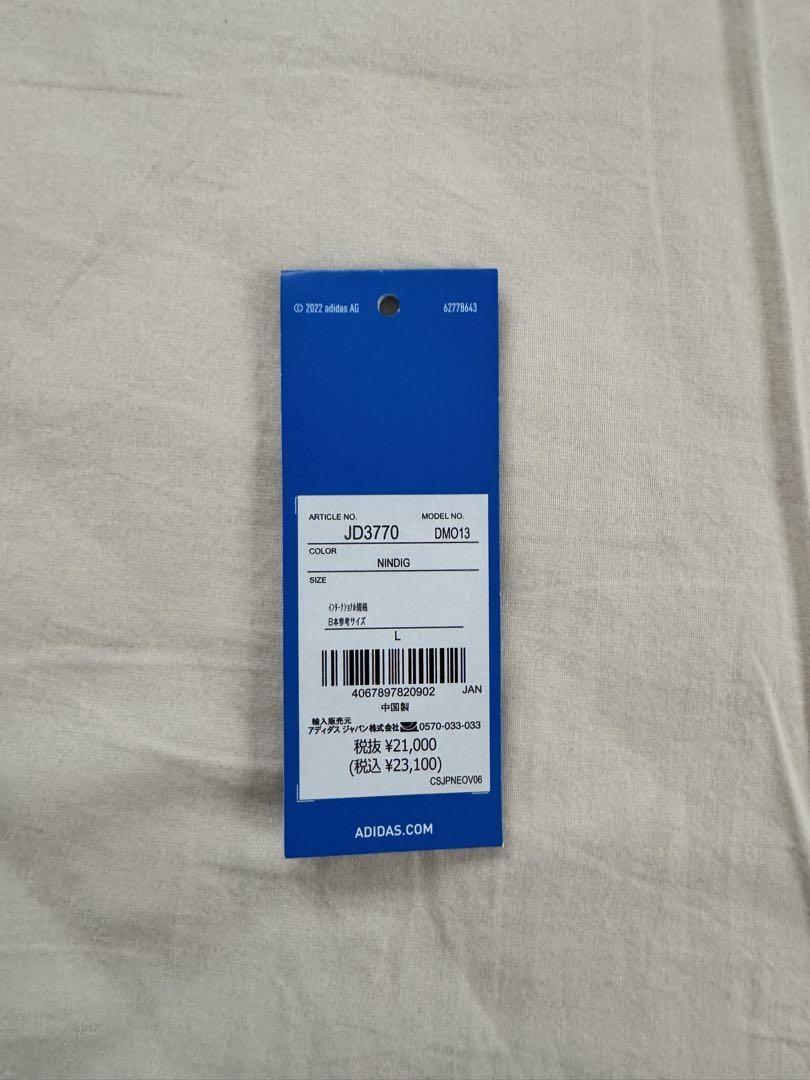 © 2022 adidas AG 62778643
ARTICLE NO. MODEL NO.
JD3770 DMO13
COLOR
NINDIG
SIZE
ｲﾝﾀｰﾅｼｮﾅﾙ規格
日本参考サイズ
L
4067897820902 JAN
中国製
輸入販売元
アディダス ジャパン株式会社 0570-033-033
税抜 ¥21,000
(税込 ¥23,100)
CSJPNEOV06
ADIDAS.COM